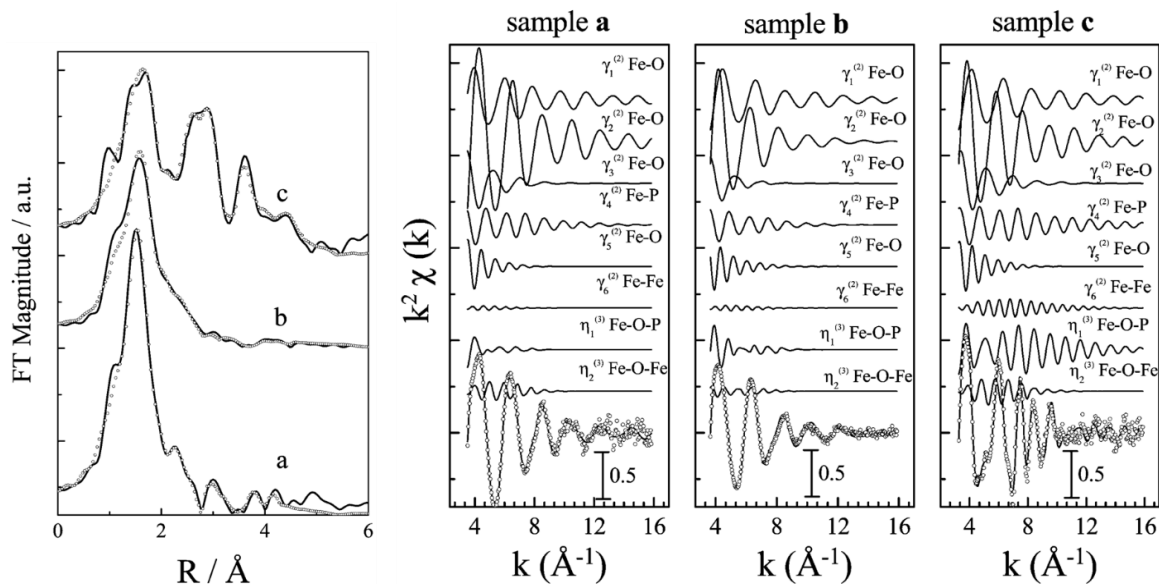 sample a
sample b
sample c
FT Magnitude / a.u.
c
b
a
0
1
2
3
4
5
6
R / Å
k² χ (k)
γ₁⁽²⁾ Fe-O
γ₂⁽²⁾ Fe-O
γ₃⁽²⁾ Fe-O
γ₄⁽²⁾ Fe-P
γ₅⁽²⁾ Fe-O
γ₆⁽²⁾ Fe-Fe
η₁⁽³⁾ Fe-O-P
η₂⁽³⁾ Fe-O-Fe
0.5
4
8
12
16
k (Å⁻¹)
γ₁⁽²⁾ Fe-O
γ₂⁽²⁾ Fe-O
γ₃⁽²⁾ Fe-O
γ₄⁽²⁾ Fe-P
γ₅⁽²⁾ Fe-O
γ₆⁽²⁾ Fe-Fe
η₁⁽³⁾ Fe-O-P
η₂⁽³⁾ Fe-O-Fe
0.5
4
8
12
16
k (Å⁻¹)
γ₁⁽²⁾ Fe-O
γ₂⁽²⁾ Fe-O
γ₃⁽²⁾ Fe-O
γ₄⁽²⁾ Fe-P
γ₅⁽²⁾ Fe-O
γ₆⁽²⁾ Fe-Fe
η₁⁽³⁾ Fe-O-P
η₂⁽³⁾ Fe-O-Fe
0.5
4
8
12
16
k (Å⁻¹)